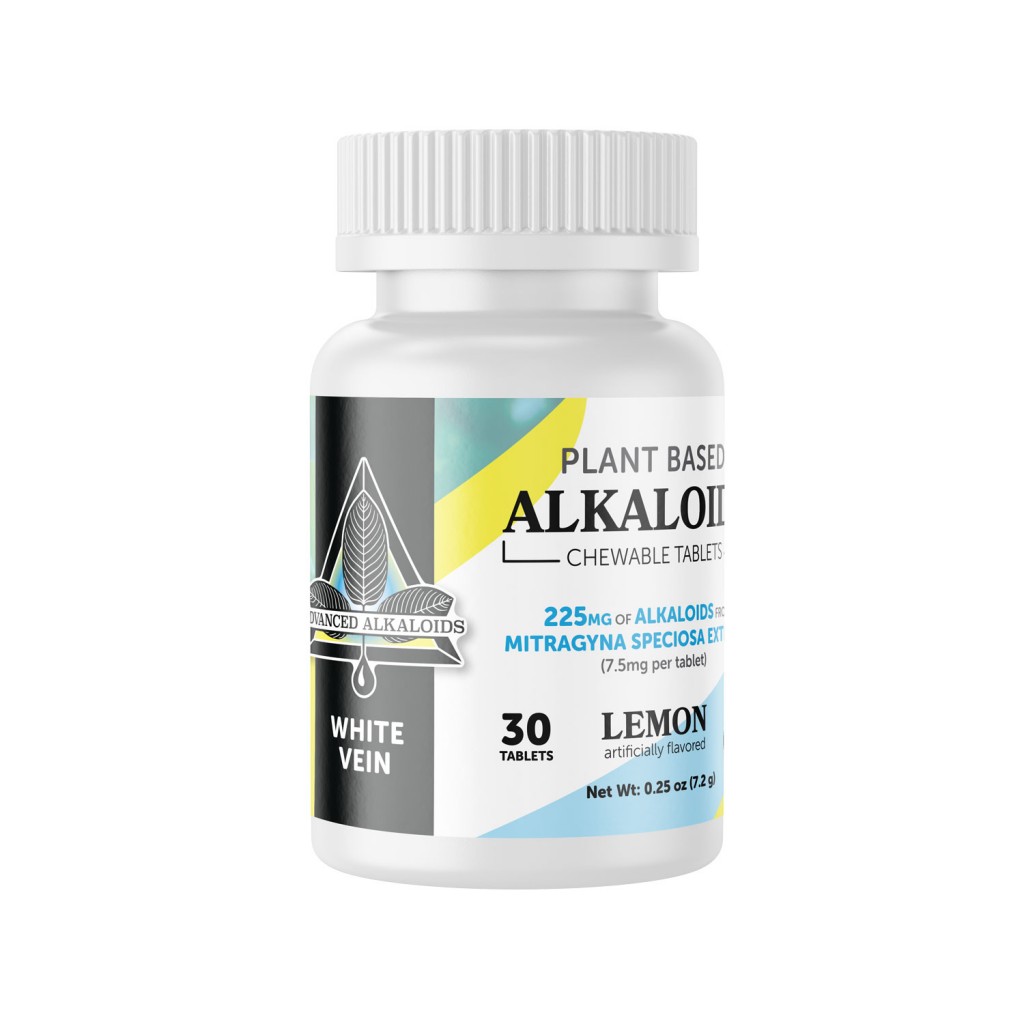 PLANT BASED
ALKALOI
CHEWABLE TABLETS
225MG OF ALKALOIDS
MITRAGYNA SPECIOSA EXT
(7.5mg per tablet)
30
TABLETS
LEMON
artificially flavored
Net Wt: 0.25 oz (7.2 g)
DVANCED ALKALOIDS
WHITE
VEIN